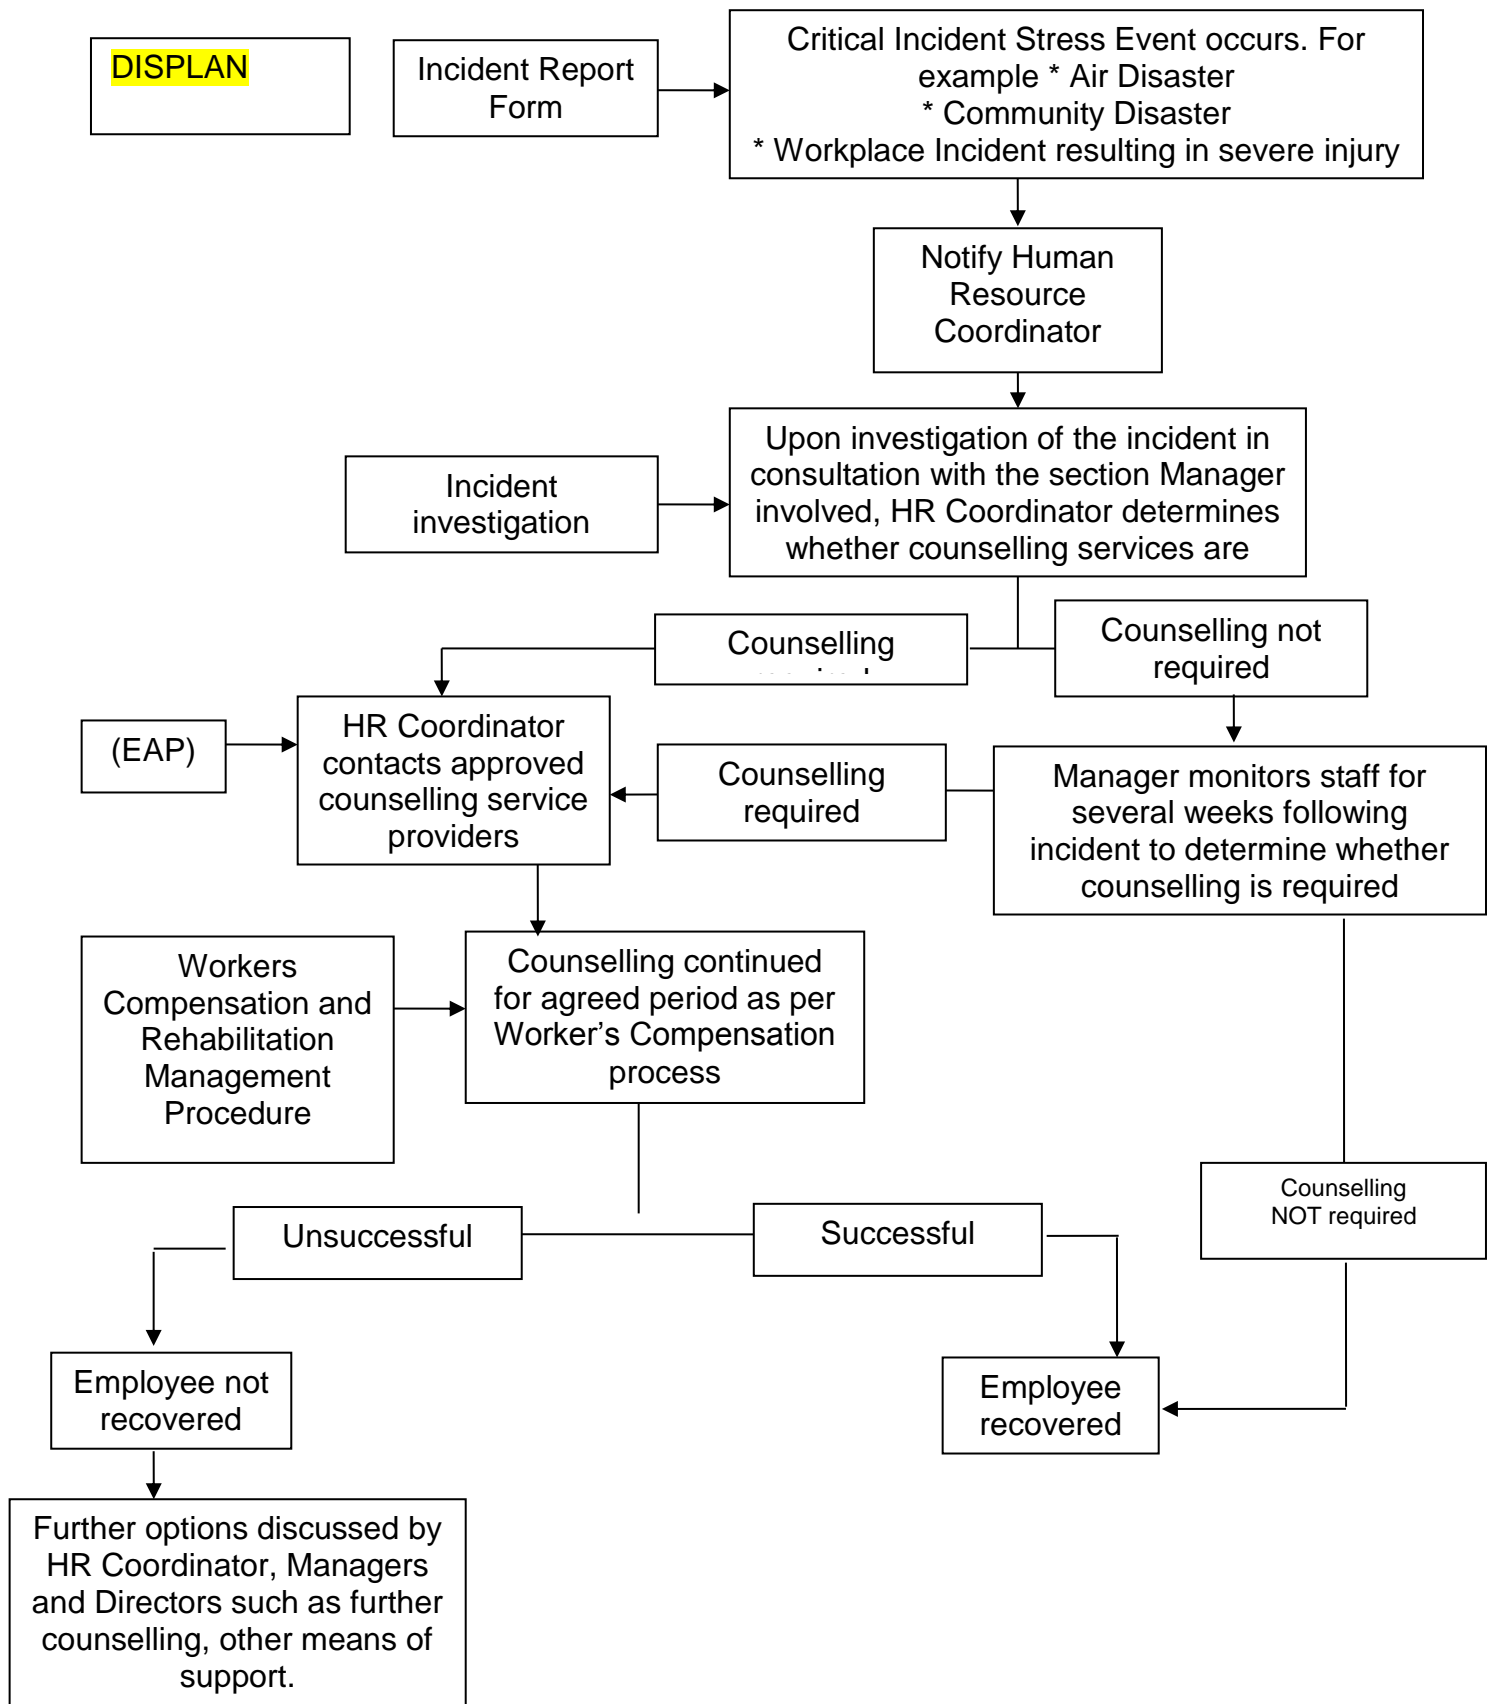 DISPLAN
Incident Report
Form
Critical Incident Stress Event occurs. For
example * Air Disaster
* Community Disaster
* Workplace Incident resulting in severe injury
Notify Human
Resource
Coordinator
Incident
investigation
Upon investigation of the incident in
consultation with the section Manager
involved, HR Coordinator determines
whether counselling services are
Counselling
Counselling not
required
(EAP)
HR Coordinator
contacts approved
counselling service
providers
Counselling
required
Manager monitors staff for
several weeks following
incident to determine whether
counselling is required
Workers
Compensation and
Rehabilitation
Management
Procedure
Counselling continued
for agreed period as per
Worker’s Compensation
process
Counselling
NOT required
Unsuccessful
Successful
Employee not
recovered
Employee
recovered
Further options discussed by
HR Coordinator, Managers
and Directors such as further
counselling, other means of
support.